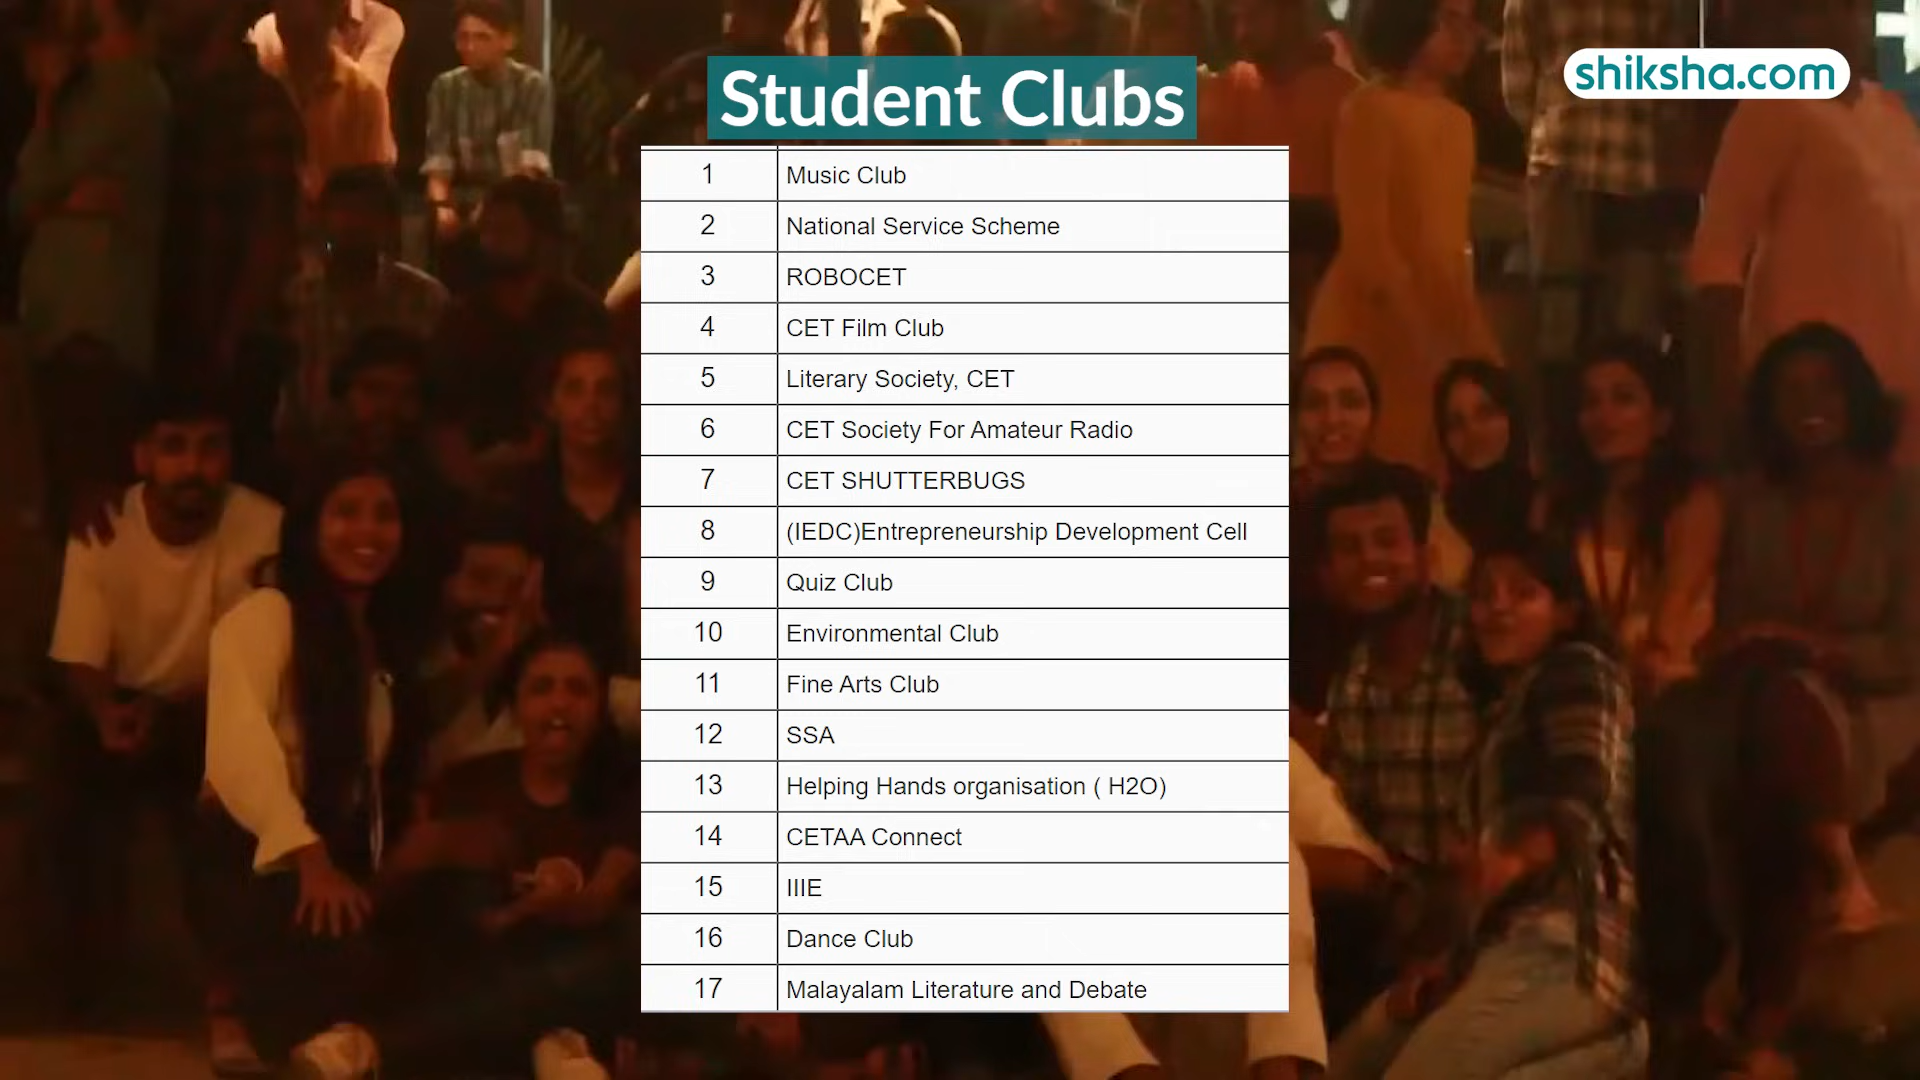 Student Clubs
shiksha.com
1 Music Club
2 National Service Scheme
3 ROBOCET
4 CET Film Club
5 Literary Society, CET
6 CET Society For Amateur Radio
7 CET SHUTTERBUGS
8 (IEDC)Entrepreneurship Development Cell
9 Quiz Club
10 Environmental Club
11 Fine Arts Club
12 SSA
13 Helping Hands organisation ( H2O)
14 CETAA Connect
15 IIIE
16 Dance Club
17 Malayalam Literature and Debate